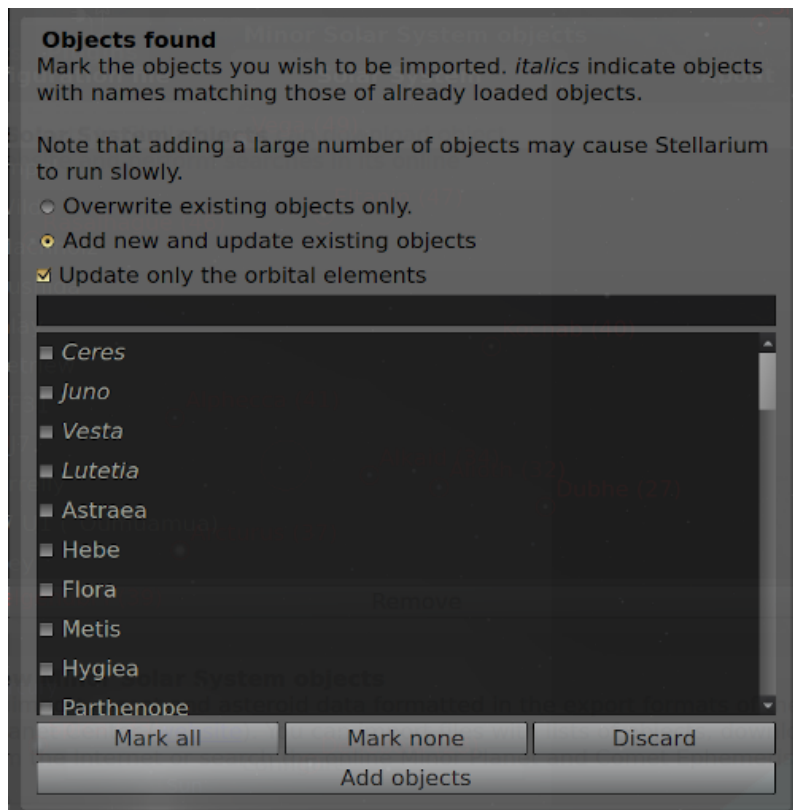 Objects found
Mark the objects you wish to be imported. italics indicate objects
with names matching those of already loaded objects.
Note that adding a large number of objects may cause Stellarium
to run slowly.
Overwrite existing objects only.
Add new and update existing objects
Update only the orbital elements
Ceres
Juno
Vesta
Lutetia
Astraea
Hebe
Flora
Metis
Hygiea
Parthenope
Mark all
Mark none
Discard
Add objects